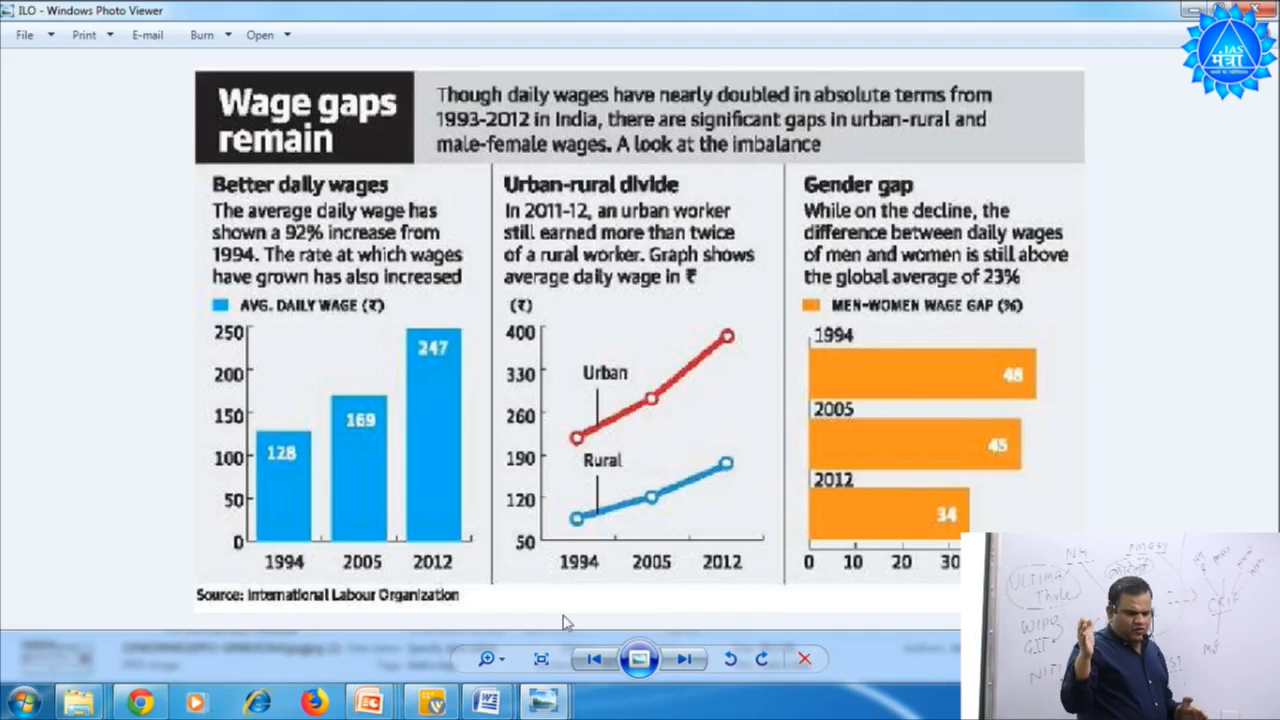 ILO - Windows Photo Viewer
File Print E-mail Burn Open
IAS
मंत्रा
Wage gaps
remain
Though daily wages have nearly doubled in absolute terms from
1993-2012 in India, there are significant gaps in urban-rural and
male-female wages. A look at the imbalance
Better daily wages
The average daily wage has
shown a 92% increase from
1994. The rate at which wages
have grown has also increased
AVG. DAILY WAGE (₹)
250
200
150
100
50
0
128
169
247
1994 2005 2012
Urban-rural divide
In 2011-12, an urban worker
still earned more than twice
of a rural worker. Graph shows
average daily wage in ₹
(₹)
400
330
260
190
120
50
Urban
Rural
1994 2005 2012
Gender gap
While on the decline, the
difference between daily wages
of men and women is still above
the global average of 23%
MEN-WOMEN WAGE GAP (%)
1994
48
2005
45
2012
34
0 10 20 30
Source: International Labour Organization
ULTIMA
Thule
WIPO
GII
NITI